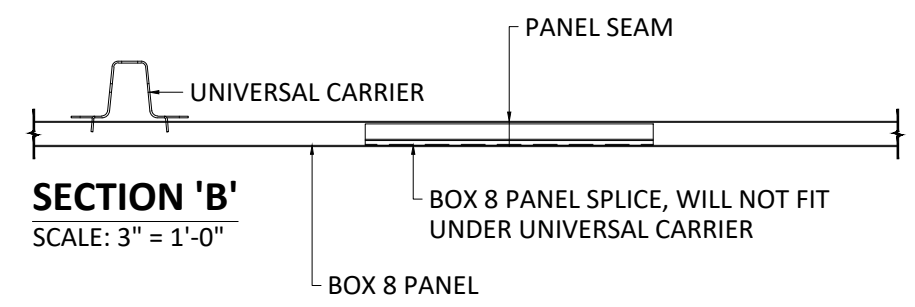 PANEL SEAM
UNIVERSAL CARRIER
SECTION 'B'
SCALE: 3" = 1'-0"
BOX 8 PANEL SPLICE, WILL NOT FIT
UNDER UNIVERSAL CARRIER
BOX 8 PANEL